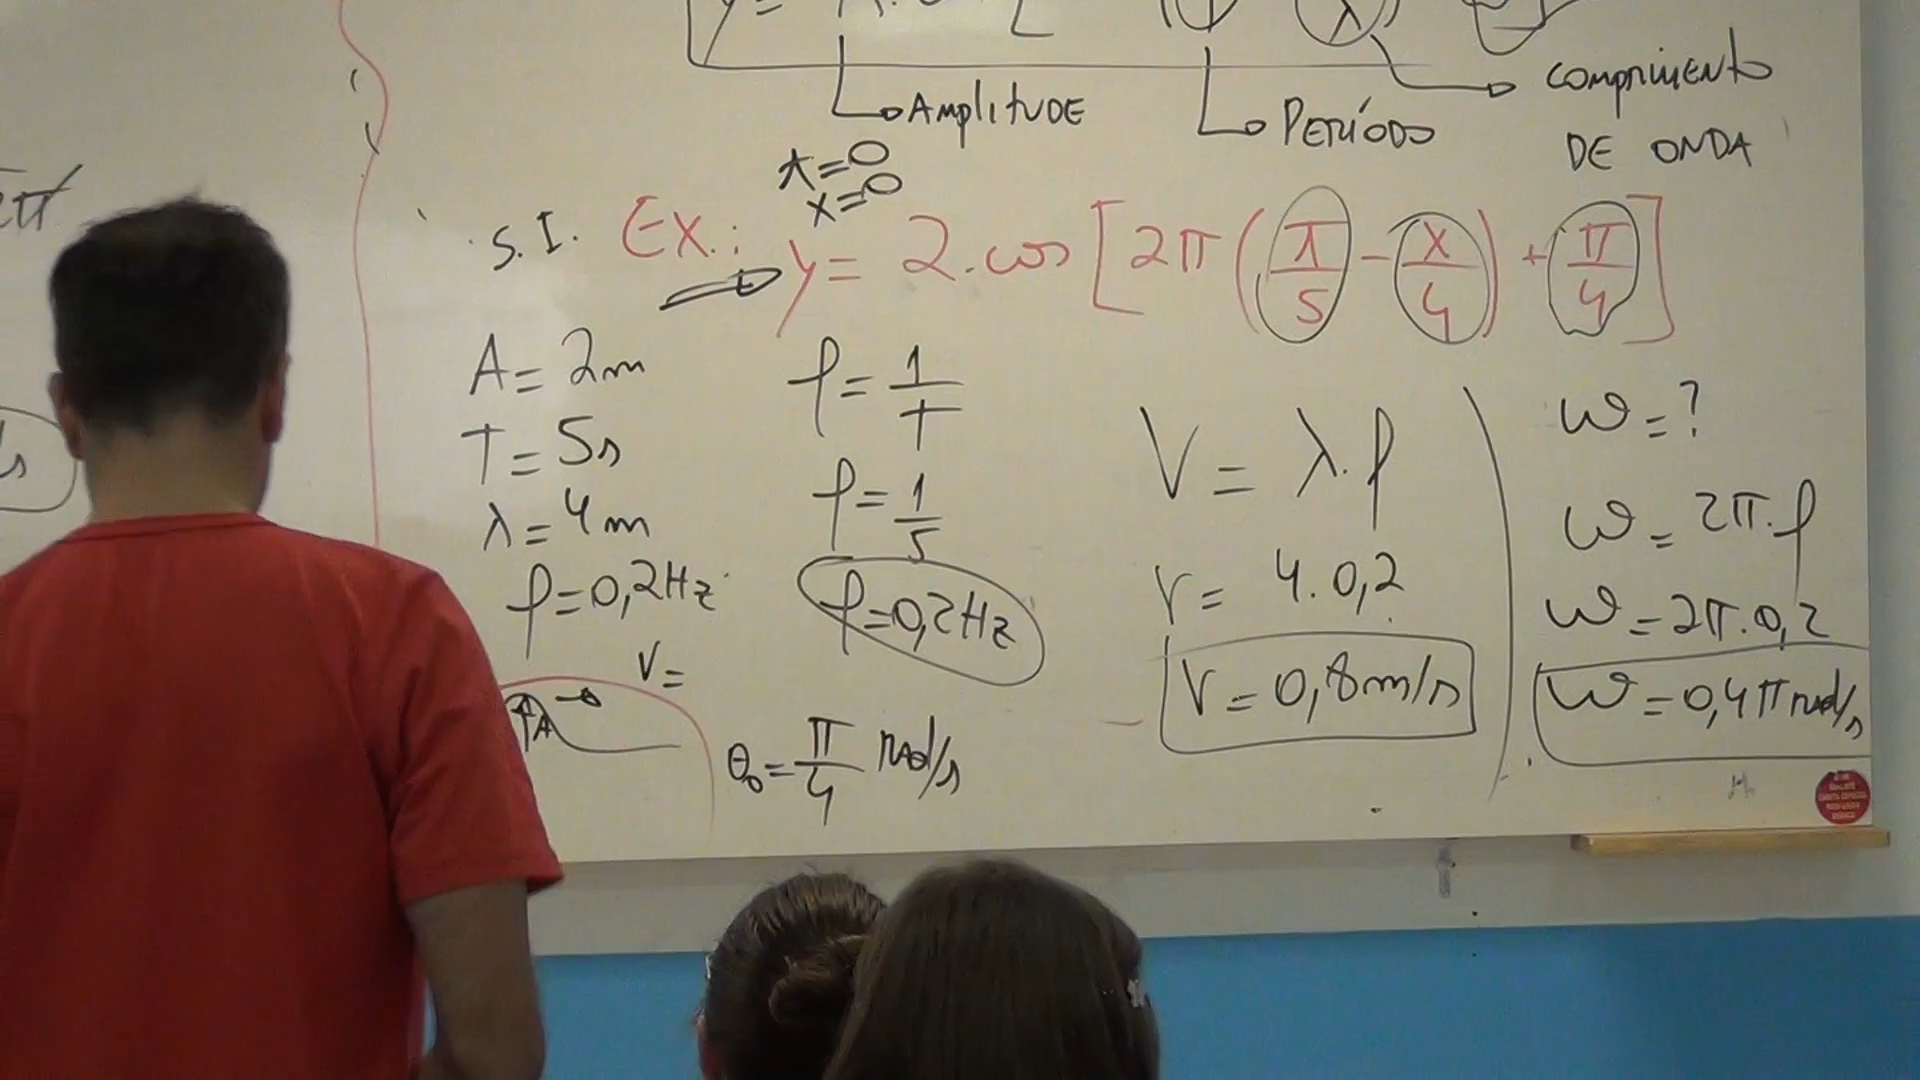 y =
λ
Amplitude
Período
Comprimento
DE ONDA
2π
t=0
x=0
S.I. Ex.: y = 2.cos [2π (t/5 - x/4) + π/4]
A = 2m
T = 5s
λ = 4m
f = 0,2Hz
V =
A
f = 1/T
f = 1/5
f = 0,2Hz
θ₀ = π/4 rad/s
V = λ.f
V = 4.0,2
V = 0,8m/s
ω = ?
ω = 2π.f
ω = 2π.0,2
ω = 0,4π rad/s